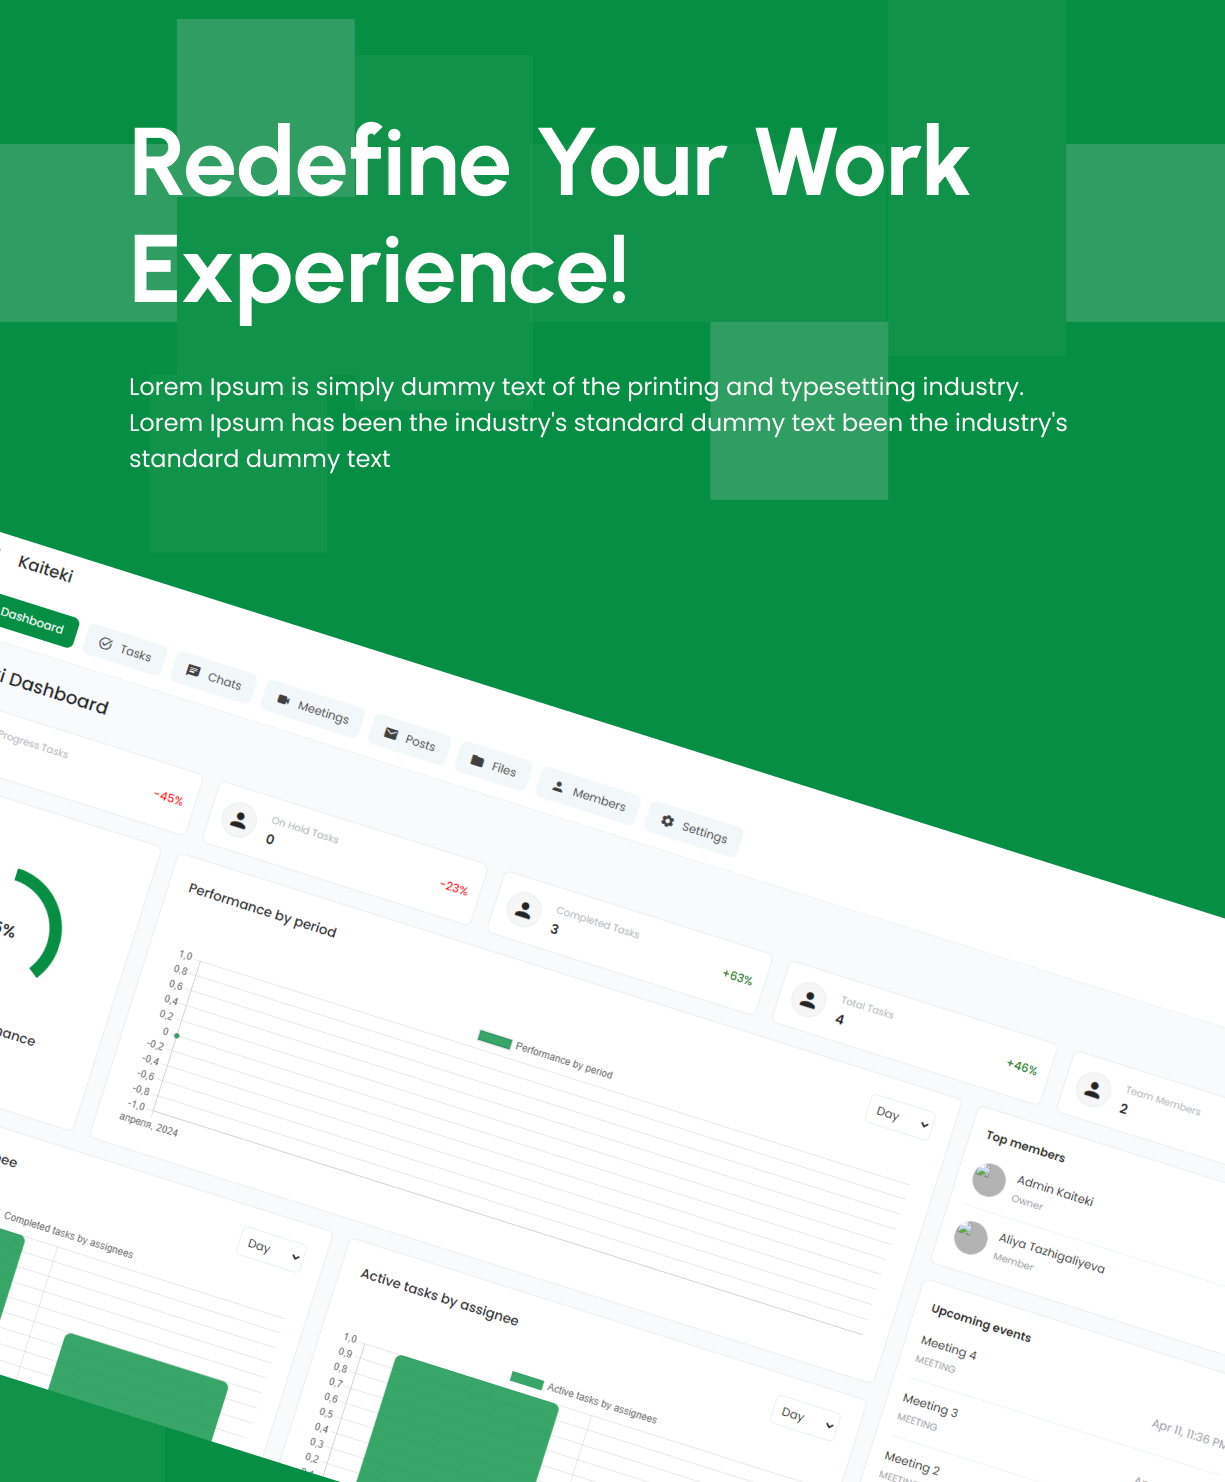 Redefine Your Work
Experience!
Lorem Ipsum is simply dummy text of the printing and typesetting industry.
Lorem Ipsum has been the industry's standard dummy text been the industry's
standard dummy text
Kaiteki
Dashboard
Tasks
Chats
Meetings
Posts
Files
Members
Settings
Dashboard
Progress Tasks
-45%
On Hold Tasks
0
-23%
Completed Tasks
3
+63%
Total Tasks
4
+46%
Team Members
2
Performance by period
Performance by period
Day
1,0
0,8
0,6
0,4
0,2
0
-0,2
-0,4
-0,6
-0,8
-1,0
апреля, 2024
Top members
Admin Kaiteki
Owner
Aliya Tazhigaliyeva
Member
Completed tasks by assignees
Day
Active tasks by assignee
Active tasks by assignees
Day
1,0
0,9
0,8
0,7
0,6
0,5
0,4
0,3
0,2
Upcoming events
Meeting 4
MEETING
Apr 11, 11:36 PM
Meeting 3
MEETING
Meeting 2